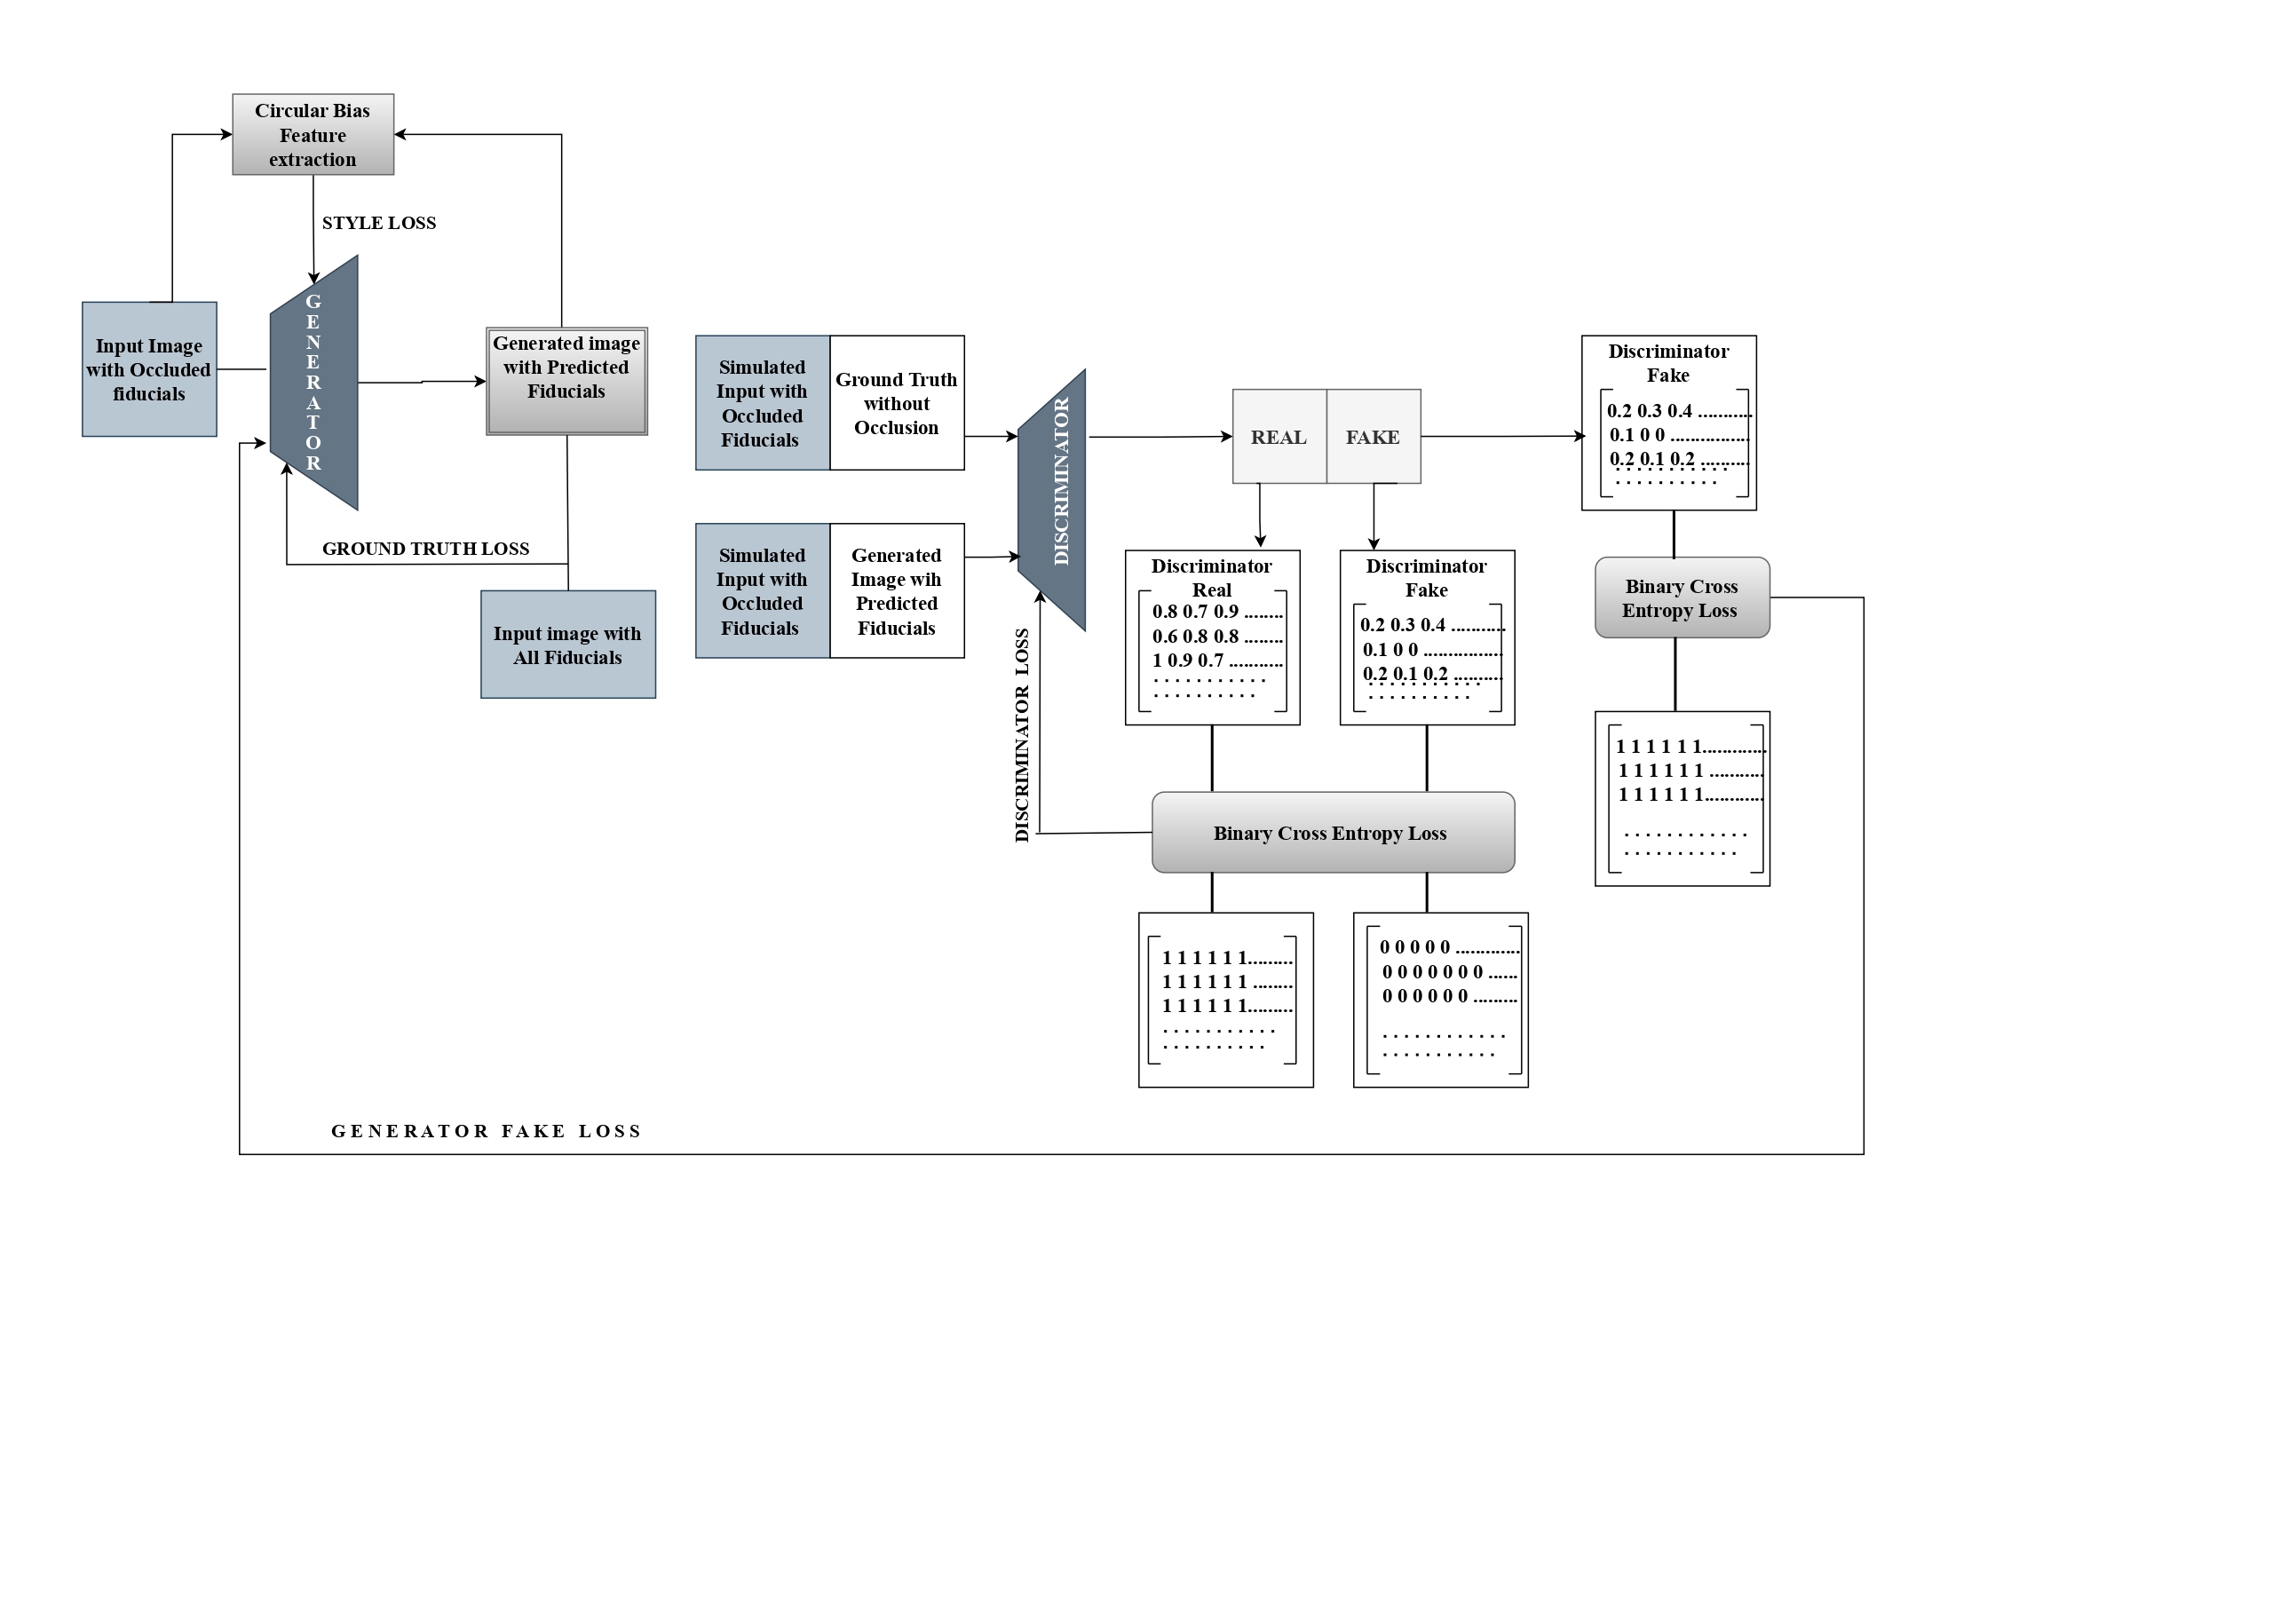 Circular Bias
Feature
extraction
STYLE LOSS
Input Image
with Occluded
fiducials
GENERATOR
Generated image
with Predicted
Fiducials
GROUND TRUTH LOSS
Input image with
All Fiducials
Simulated
Input with
Occluded
Fiducials
Ground Truth
without
Occlusion
Simulated
Input with
Occluded
Fiducials
Generated
Image wih
Predicted
Fiducials
DISCRIMINATOR
DISCRIMINATOR LOSS
REAL
FAKE
Discriminator
Real
0.8 0.7 0.9 ........
0.6 0.8 0.8 ........
1 0.9 0.7 ...........
. . . . . . . . . . .
. . . . . . . . . .
Discriminator
Fake
0.2 0.3 0.4 ...........
0.1 0 0 ................
0.2 0.1 0.2 ..........
. . . . . . . . . . .
. . . . . . . . . .
Binary Cross Entropy Loss
1 1 1 1 1 1.........
1 1 1 1 1 1 ........
1 1 1 1 1 1.........
. . . . . . . . . . .
. . . . . . . . . .
0 0 0 0 0 .............
0 0 0 0 0 0 0 ......
0 0 0 0 0 0 .........
. . . . . . . . . . . .
. . . . . . . . . . .
Discriminator
Fake
0.2 0.3 0.4 ...........
0.1 0 0 ................
0.2 0.1 0.2 ..........
. . . . . . . . . . .
. . . . . . . . . .
Binary Cross
Entropy Loss
1 1 1 1 1 1.............
1 1 1 1 1 1 ...........
1 1 1 1 1 1............
. . . . . . . . . . . .
. . . . . . . . . . .
GENERATOR FAKE LOSS